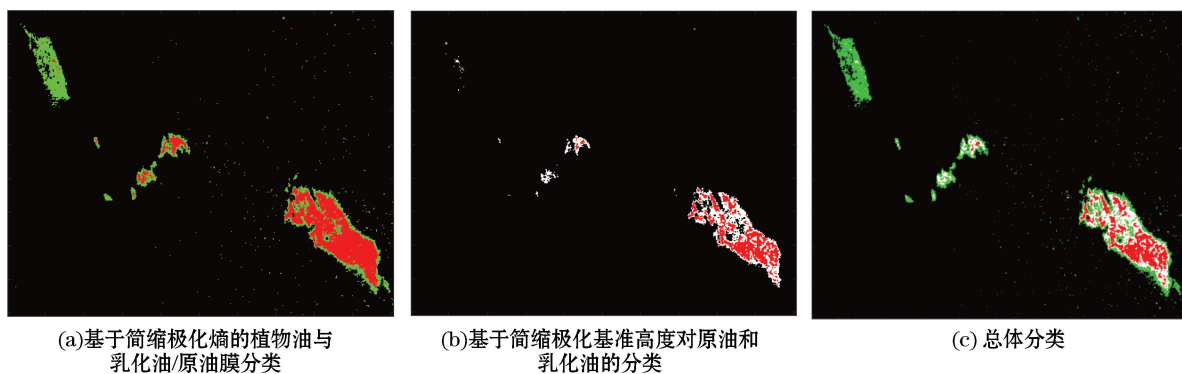 (a)基于简缩极化熵的植物油与
乳化油/原油膜分类
(b)基于简缩极化基准高度对原油和
乳化油的分类
(c) 总体分类